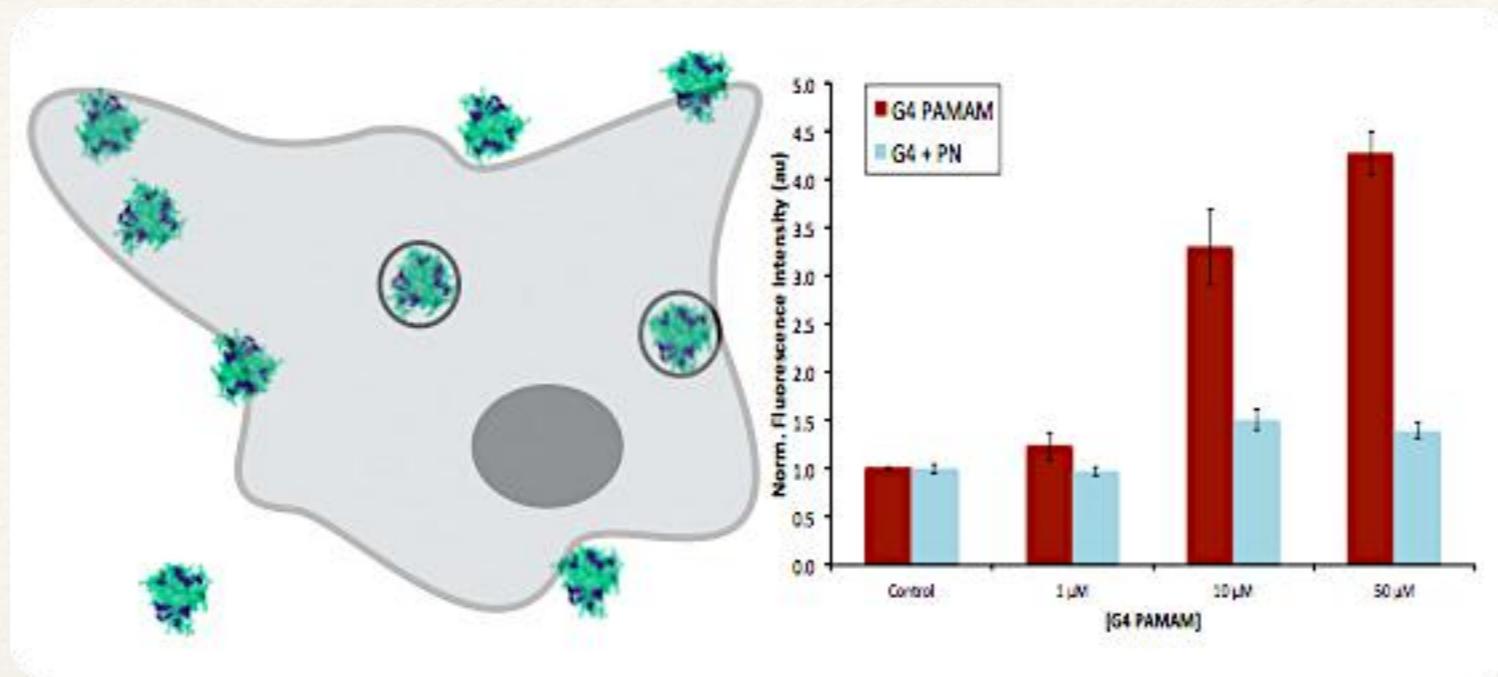 G4 PAMAM
G4 + PN
Norm. Fluorescence Intensity (au)
5.0
4.5
4.0
3.5
3.0
2.5
2.0
1.5
1.0
0.5
0.0
Control
1 µM
10 µM
50 µM
[G4 PAMAM]